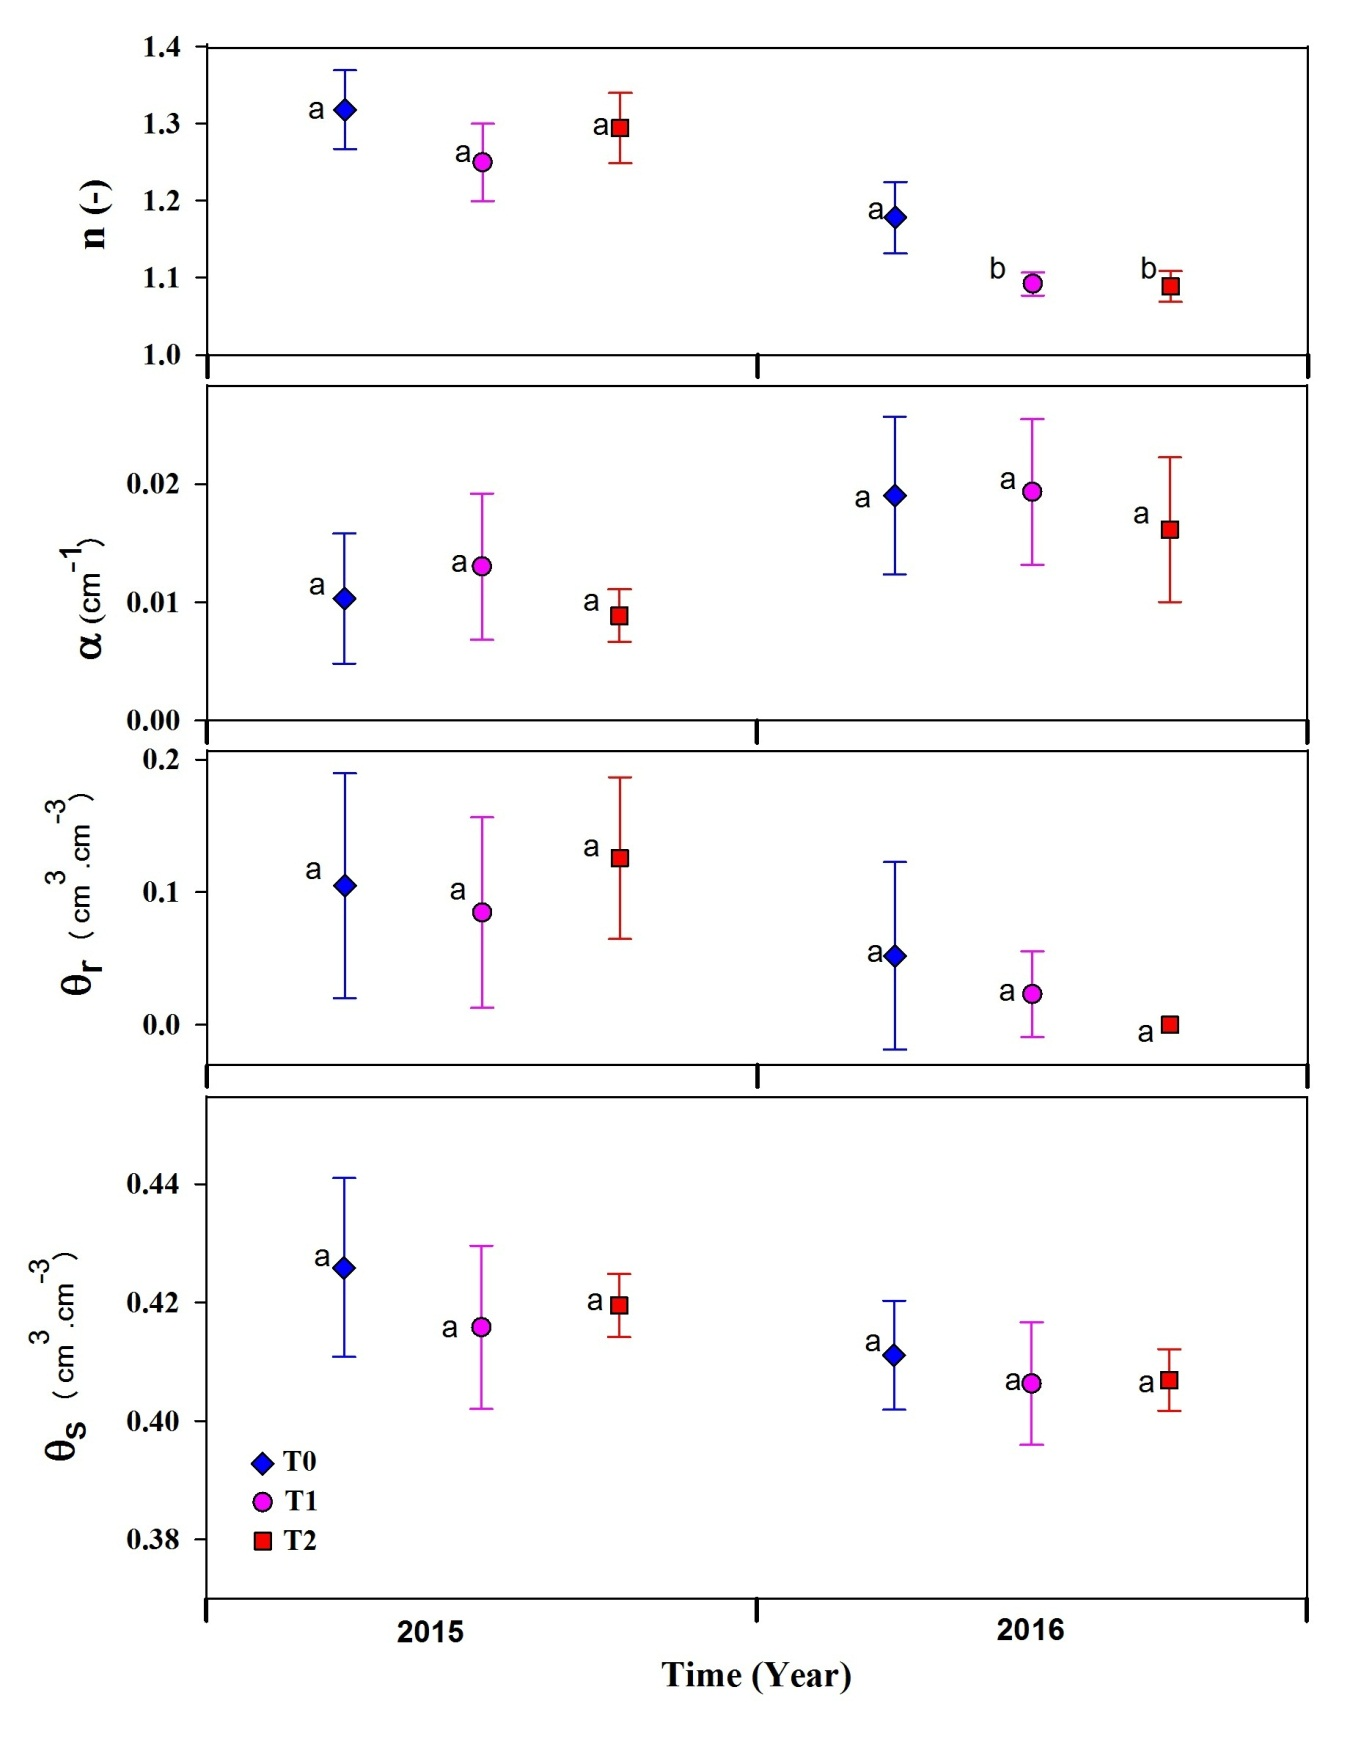 1.4
a
1.3
a
a
n (-)
1.2
a
1.1
b
b
1.0
0.02
a
a
a
α (cm⁻¹)
a
a
a
0.01
0.00
0.2
θr (cm³.cm⁻³)
a
a
a
0.1
a
a
0.0
a
0.44
θs (cm³.cm⁻³)
a
0.42
a
a
a
0.40
a
a
T0
T1
0.38
T2
2015
2016
Time (Year)